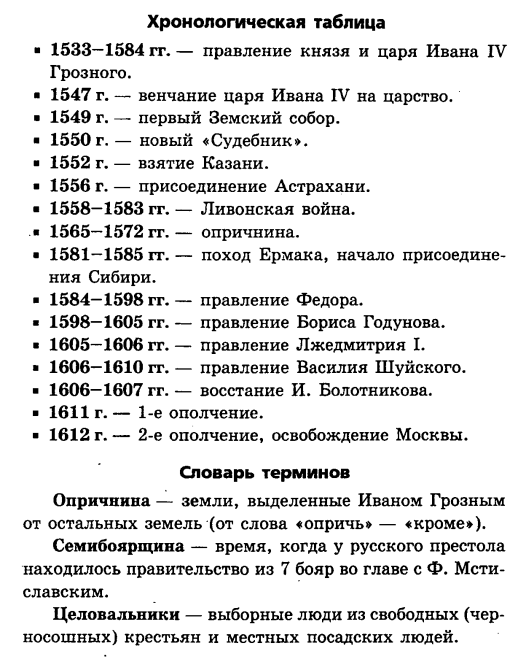 Хронологическая таблица
▪ 1533–1584 гг. — правление князя и царя Ивана IV
Грозного.
▪ 1547 г. — венчание царя Ивана IV на царство.
▪ 1549 г. — первый Земский собор.
▪ 1550 г. — новый «Судебник».
▪ 1552 г. — взятие Казани.
▪ 1556 г. — присоединение Астрахани.
▪ 1558–1583 гг. — Ливонская война.
▪ 1565–1572 гг. — опричнина.
▪ 1581–1585 гг. — поход Ермака, начало присоедине-
ния Сибири.
▪ 1584–1598 гг. — правление Федора.
▪ 1598–1605 гг. — правление Бориса Годунова.
▪ 1605–1606 гг. — правление Лжедмитрия I.
▪ 1606–1610 гг. — правление Василия Шуйского.
▪ 1606–1607 гг. — восстание И. Болотникова.
▪ 1611 г. — 1-е ополчение.
▪ 1612 г. — 2-е ополчение, освобождение Москвы.
Словарь терминов
Опричнина — земли, выделенные Иваном Грозным
от остальных земель (от слова «опричь» — «кроме»).
Семибоярщина — время, когда у русского престола
находилось правительство из 7 бояр во главе с Ф. Мсти-
славским.
Целовальники — выборные люди из свободных (чер-
носошных) крестьян и местных посадских людей.